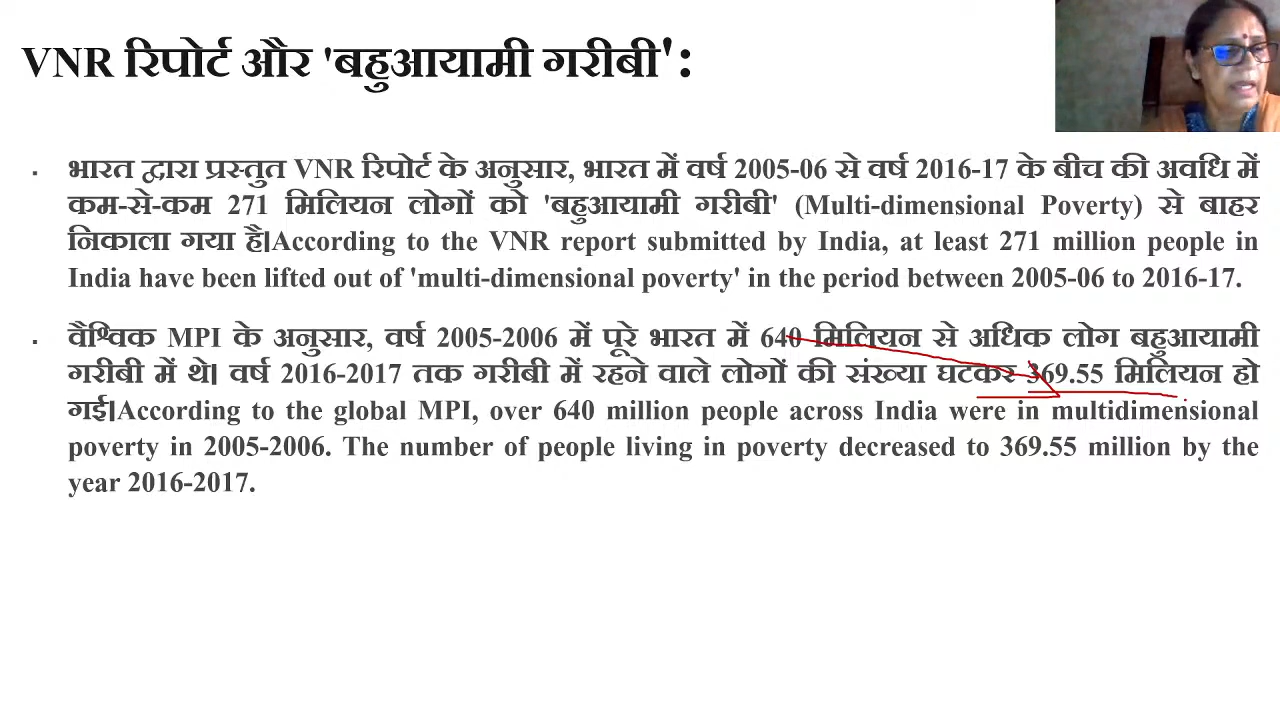 VNR रिपोर्ट और 'बहुआयामी गरीबी':
▪ भारत द्वारा प्रस्तुत VNR रिपोर्ट के अनुसार, भारत में वर्ष 2005-06 से वर्ष 2016-17 के बीच की अवधि में
कम-से-कम 271 मिलियन लोगों को 'बहुआयामी गरीबी' (Multi-dimensional Poverty) से बाहर
निकाला गया है।According to the VNR report submitted by India, at least 271 million people in
India have been lifted out of 'multi-dimensional poverty' in the period between 2005-06 to 2016-17.
▪ वैश्विक MPI के अनुसार, वर्ष 2005-2006 में पूरे भारत में 640 मिलियन से अधिक लोग बहुआयामी
गरीबी में थे। वर्ष 2016-2017 तक गरीबी में रहने वाले लोगों की संख्या घटकर 369.55 मिलियन हो
गई।According to the global MPI, over 640 million people across India were in multidimensional
poverty in 2005-2006. The number of people living in poverty decreased to 369.55 million by the
year 2016-2017.